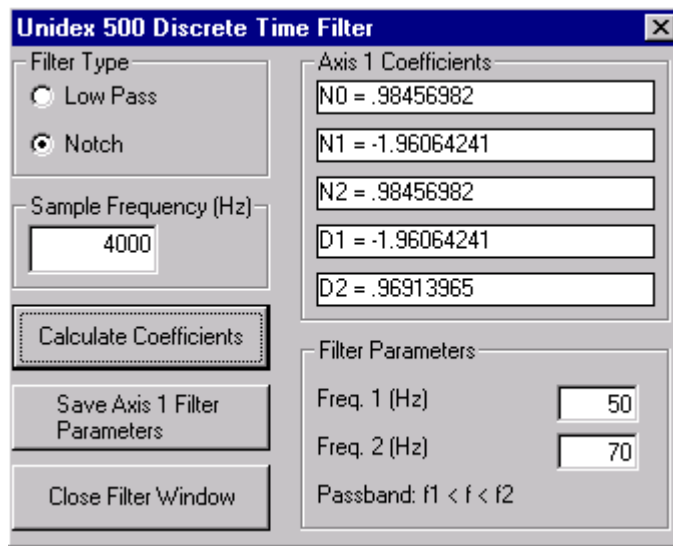 Unidex 500 Discrete Time Filter
Filter Type
Low Pass
Notch
Sample Frequency (Hz)
4000
Calculate Coefficients
Save Axis 1 Filter
Parameters
Close Filter Window
Axis 1 Coefficients
N0 = .98456982
N1 = -1.96064241
N2 = .98456982
D1 = -1.96064241
D2 = .96913965
Filter Parameters
Freq. 1 (Hz)
50
Freq. 2 (Hz)
70
Passband: f1 < f < f2